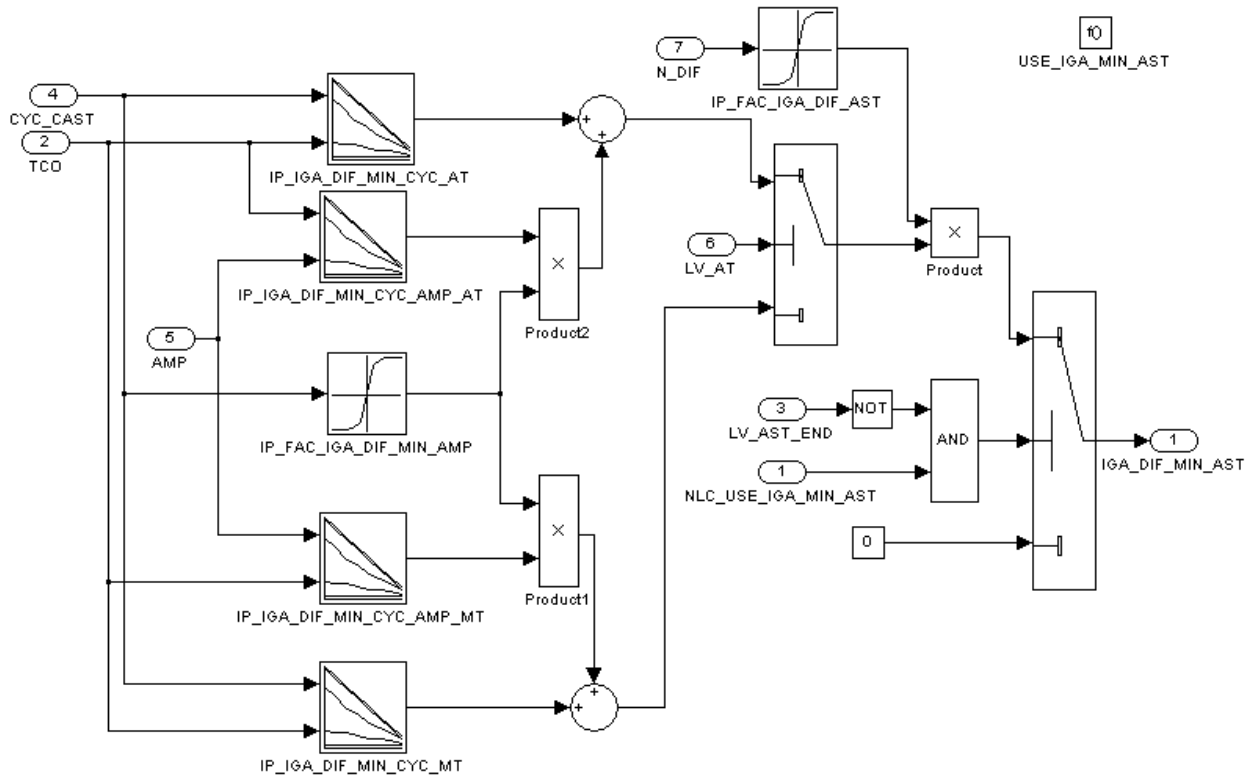 7
N_DIF
IP_FAC_IGA_DIF_AST
f()
USE_IGA_MIN_AST
4
CYC_CAST
2
TCO
IP_IGA_DIF_MIN_CYC_AT
+
+
IP_IGA_DIF_MIN_CYC_AMP_AT
×
Product2
6
LV_AT
×
Product
5
AMP
IP_FAC_IGA_DIF_MIN_AMP
3
LV_AST_END
NOT
AND
1
NLC_USE_IGA_MIN_AST
1
IGA_DIF_MIN_AST
0
×
Product1
IP_IGA_DIF_MIN_CYC_AMP_MT
+
+
IP_IGA_DIF_MIN_CYC_MT